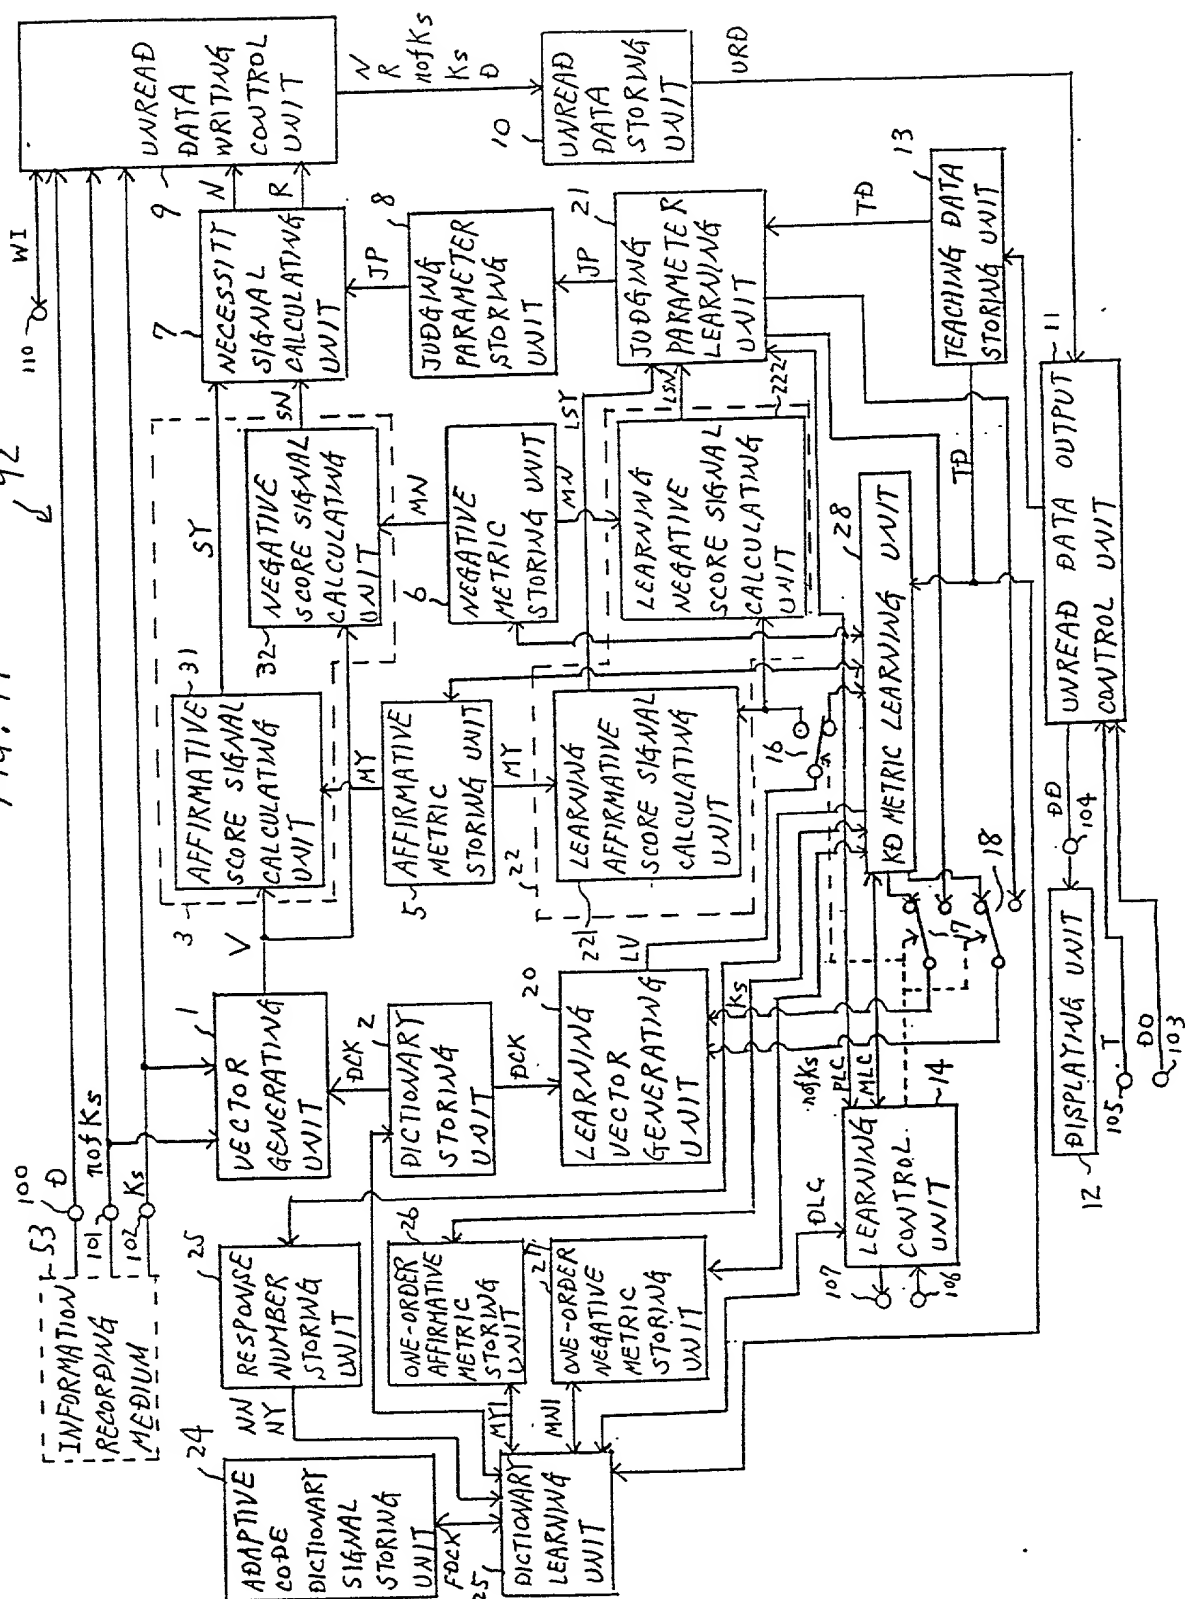 92
WI
110
UNREAD
DATA
WRITING
CONTROL
UNIT
9
N
R
nofKs
Ks
D
10
UNREAD
DATA
STORING
UNIT
URD
N
R
7
NECESSITY
SIGNAL
CALCULATING
UNIT
JP
8
JUDGING
PARAMETER
STORING
UNIT
JP
21
JUDGING
PARAMETER
LEARNING
UNIT
TD
13
TEACHING DATA
STORING UNIT
SY
SN
32
NEGATIVE
SCORE SIGNAL
CALCULATING
UNIT
MN
6
NEGATIVE
METRIC
STORING UNIT
MN
LSY
LSN
222
LEARNING
NEGATIVE
SCORE SIGNAL
CALCULATING
UNIT
28
KD METRIC LEARNING UNIT
TD
11
UNREAD DATA OUTPUT
CONTROL UNIT
31
AFFIRMATIVE
SCORE SIGNAL
CALCULATING
UNIT
3
MY
5
AFFIRMATIVE
METRIC
STORING UNIT
MY
22
LEARNING
AFFIRMATIVE
SCORE SIGNAL
CALCULATING
UNIT
221
16
17
18
DD
104
V
1
VECTOR
GENERATING
UNIT
DCK
2
DICTIONARY
STORING
UNIT
DCK
20
LV
LEARNING
VECTOR
GENERATING
UNIT
Ks
nofKs
PLC
MLC
14
LEARNING
CONTROL
UNIT
DLC
107
106
12
DISPLAYING UNIT
T
105
DO
103
53
INFORMATION
RECORDING
MEDIUM
100
D
101
nofKs
102
Ks
25
RESPONSE
NUMBER
STORING
UNIT
26
ONE-ORDER
AFFIRMATIVE
METRIC
STORING
UNIT
27
ONE-ORDER
NEGATIVE
METRIC
STORING
UNIT
NN
NY
MY1
MN1
24
ADAPTIVE
CODE
DICTIONARY
SIGNAL
STORING
UNIT
FDCK
25
DICTIONARY
LEARNING
UNIT